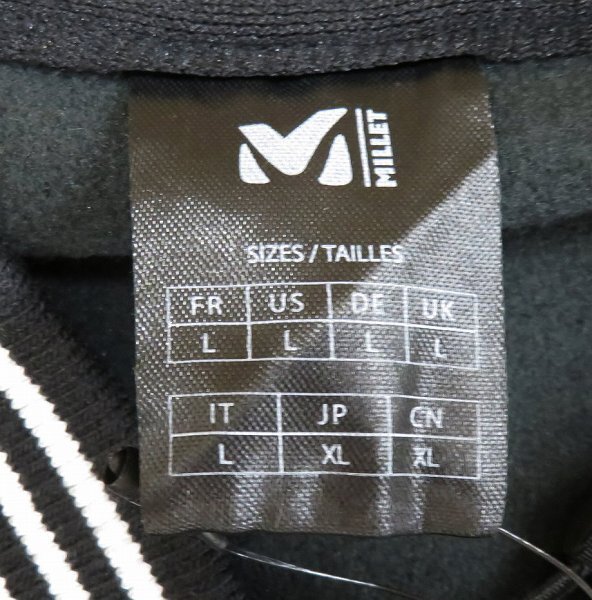 MILLET
SIZES / TAILLES
FR US DE UK
L L L L
IT JP CN
L XL XL